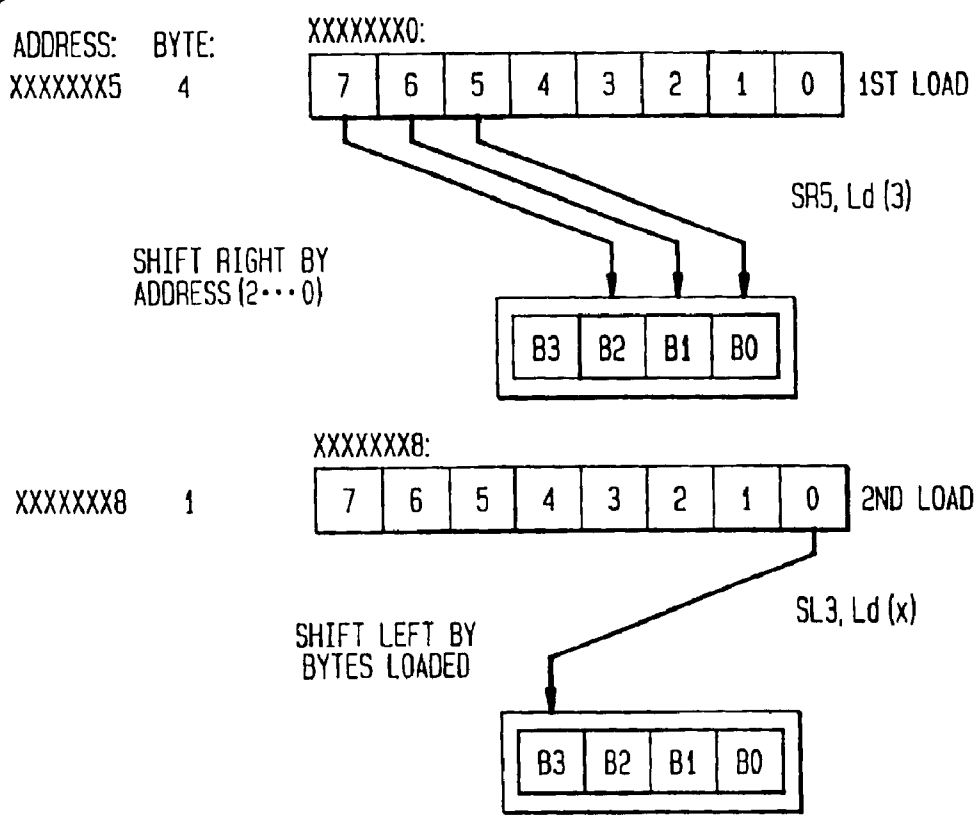 ADDRESS: BYTE: XXXXXXX0:
XXXXXXX5 4 7 6 5 4 3 2 1 0 1ST LOAD
SR5, Ld (3)
SHIFT RIGHT BY
ADDRESS (2···0)
B3 B2 B1 B0
XXXXXXX8:
XXXXXXX8 1 7 6 5 4 3 2 1 0 2ND LOAD
SL3, Ld (x)
SHIFT LEFT BY
BYTES LOADED
B3 B2 B1 B0